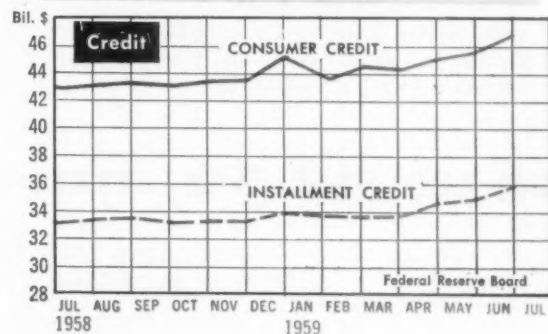 Bil. $
Credit
CONSUMER CREDIT
46
44
42
40
38
INSTALLMENT CREDIT
36
34
32
30
Federal Reserve Board
28
JUL AUG SEP OCT NOV DEC JAN FEB MAR APR MAY JUN JUL
1958 1959